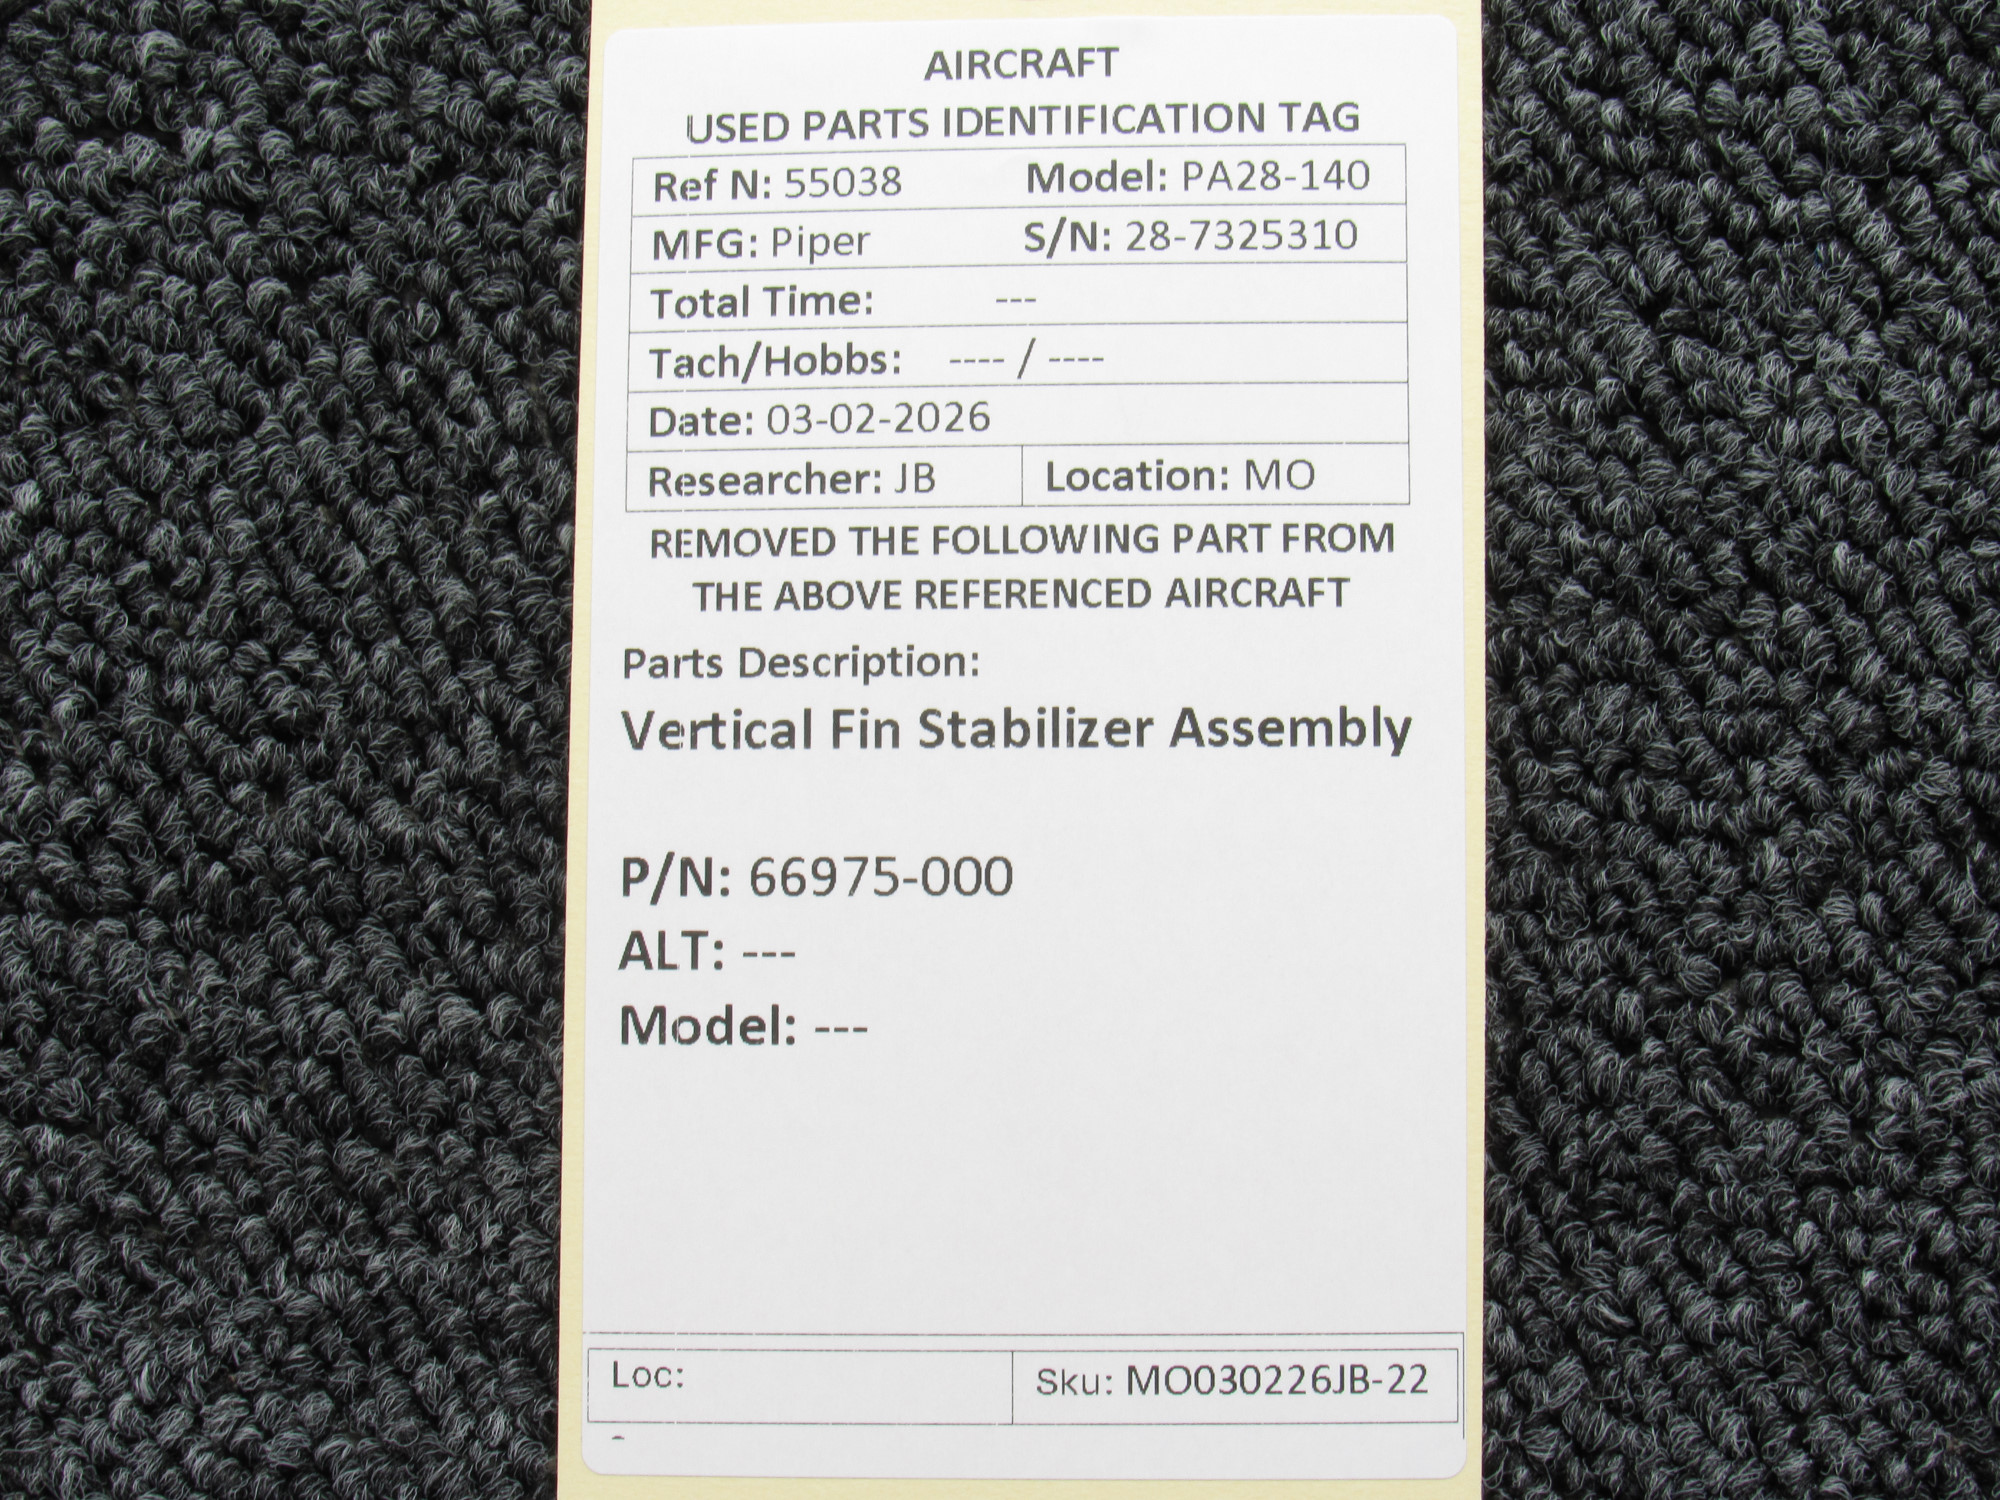 AIRCRAFT
USED PARTS IDENTIFICATION TAG
Ref N: 55038 Model: PA28-140
MFG: Piper S/N: 28-7325310
Total Time: ---
Tach/Hobbs: ---- / ----
Date: 03-02-2026
Researcher: JB Location: MO
REMOVED THE FOLLOWING PART FROM
THE ABOVE REFERENCED AIRCRAFT
Parts Description:
Vertical Fin Stabilizer Assembly
P/N: 66975-000
ALT: ---
Model: ---
Loc: Sku: MO030226JB-22